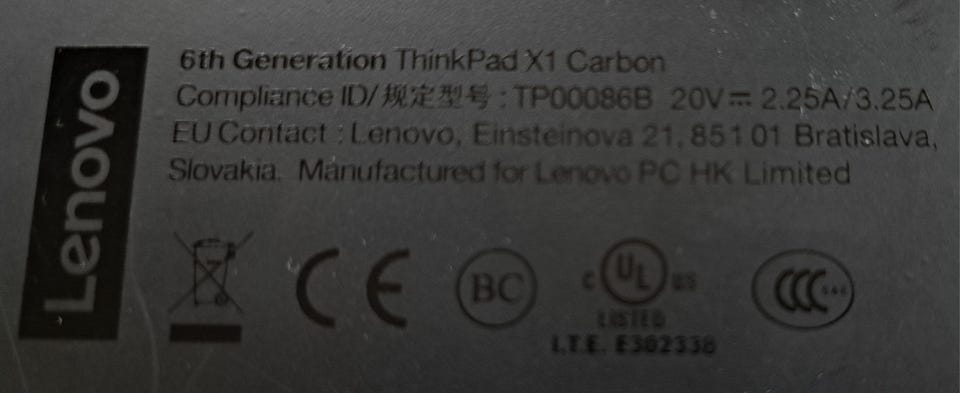 Lenovo
6th Generation ThinkPad X1 Carbon
Compliance ID/规定型号 : TP00086B 20V⎓ 2.25A/3.25A
EU Contact : Lenovo, Einsteinova 21, 851 01 Bratislava,
Slovakia. Manufactured for Lenovo PC HK Limited
CE
BC
C UL US
LISTED
I.T.E. E302338
CCC